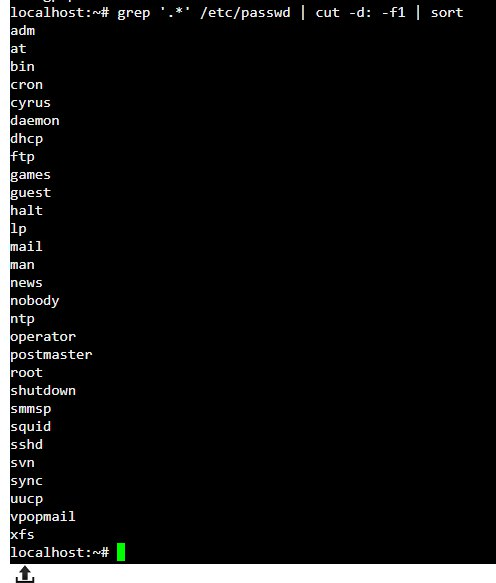 localhost:~# grep '.*' /etc/passwd | cut -d: -f1 | sort
adm
at
bin
cron
cyrus
daemon
dhcp
ftp
games
guest
halt
lp
mail
man
news
nobody
ntp
operator
postmaster
root
shutdown
smmsp
squid
sshd
svn
sync
uucp
vpopmail
xfs
localhost:~#